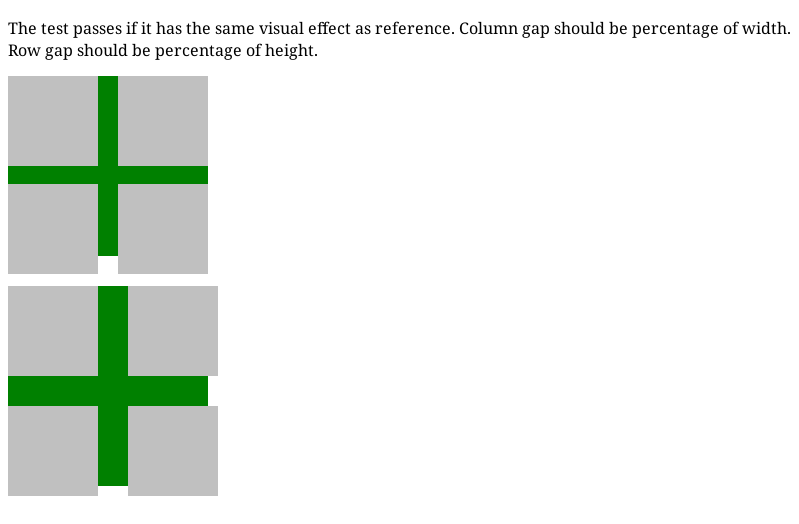 The test passes if it has the same visual effect as reference. Column gap should be percentage of width.
Row gap should be percentage of height.